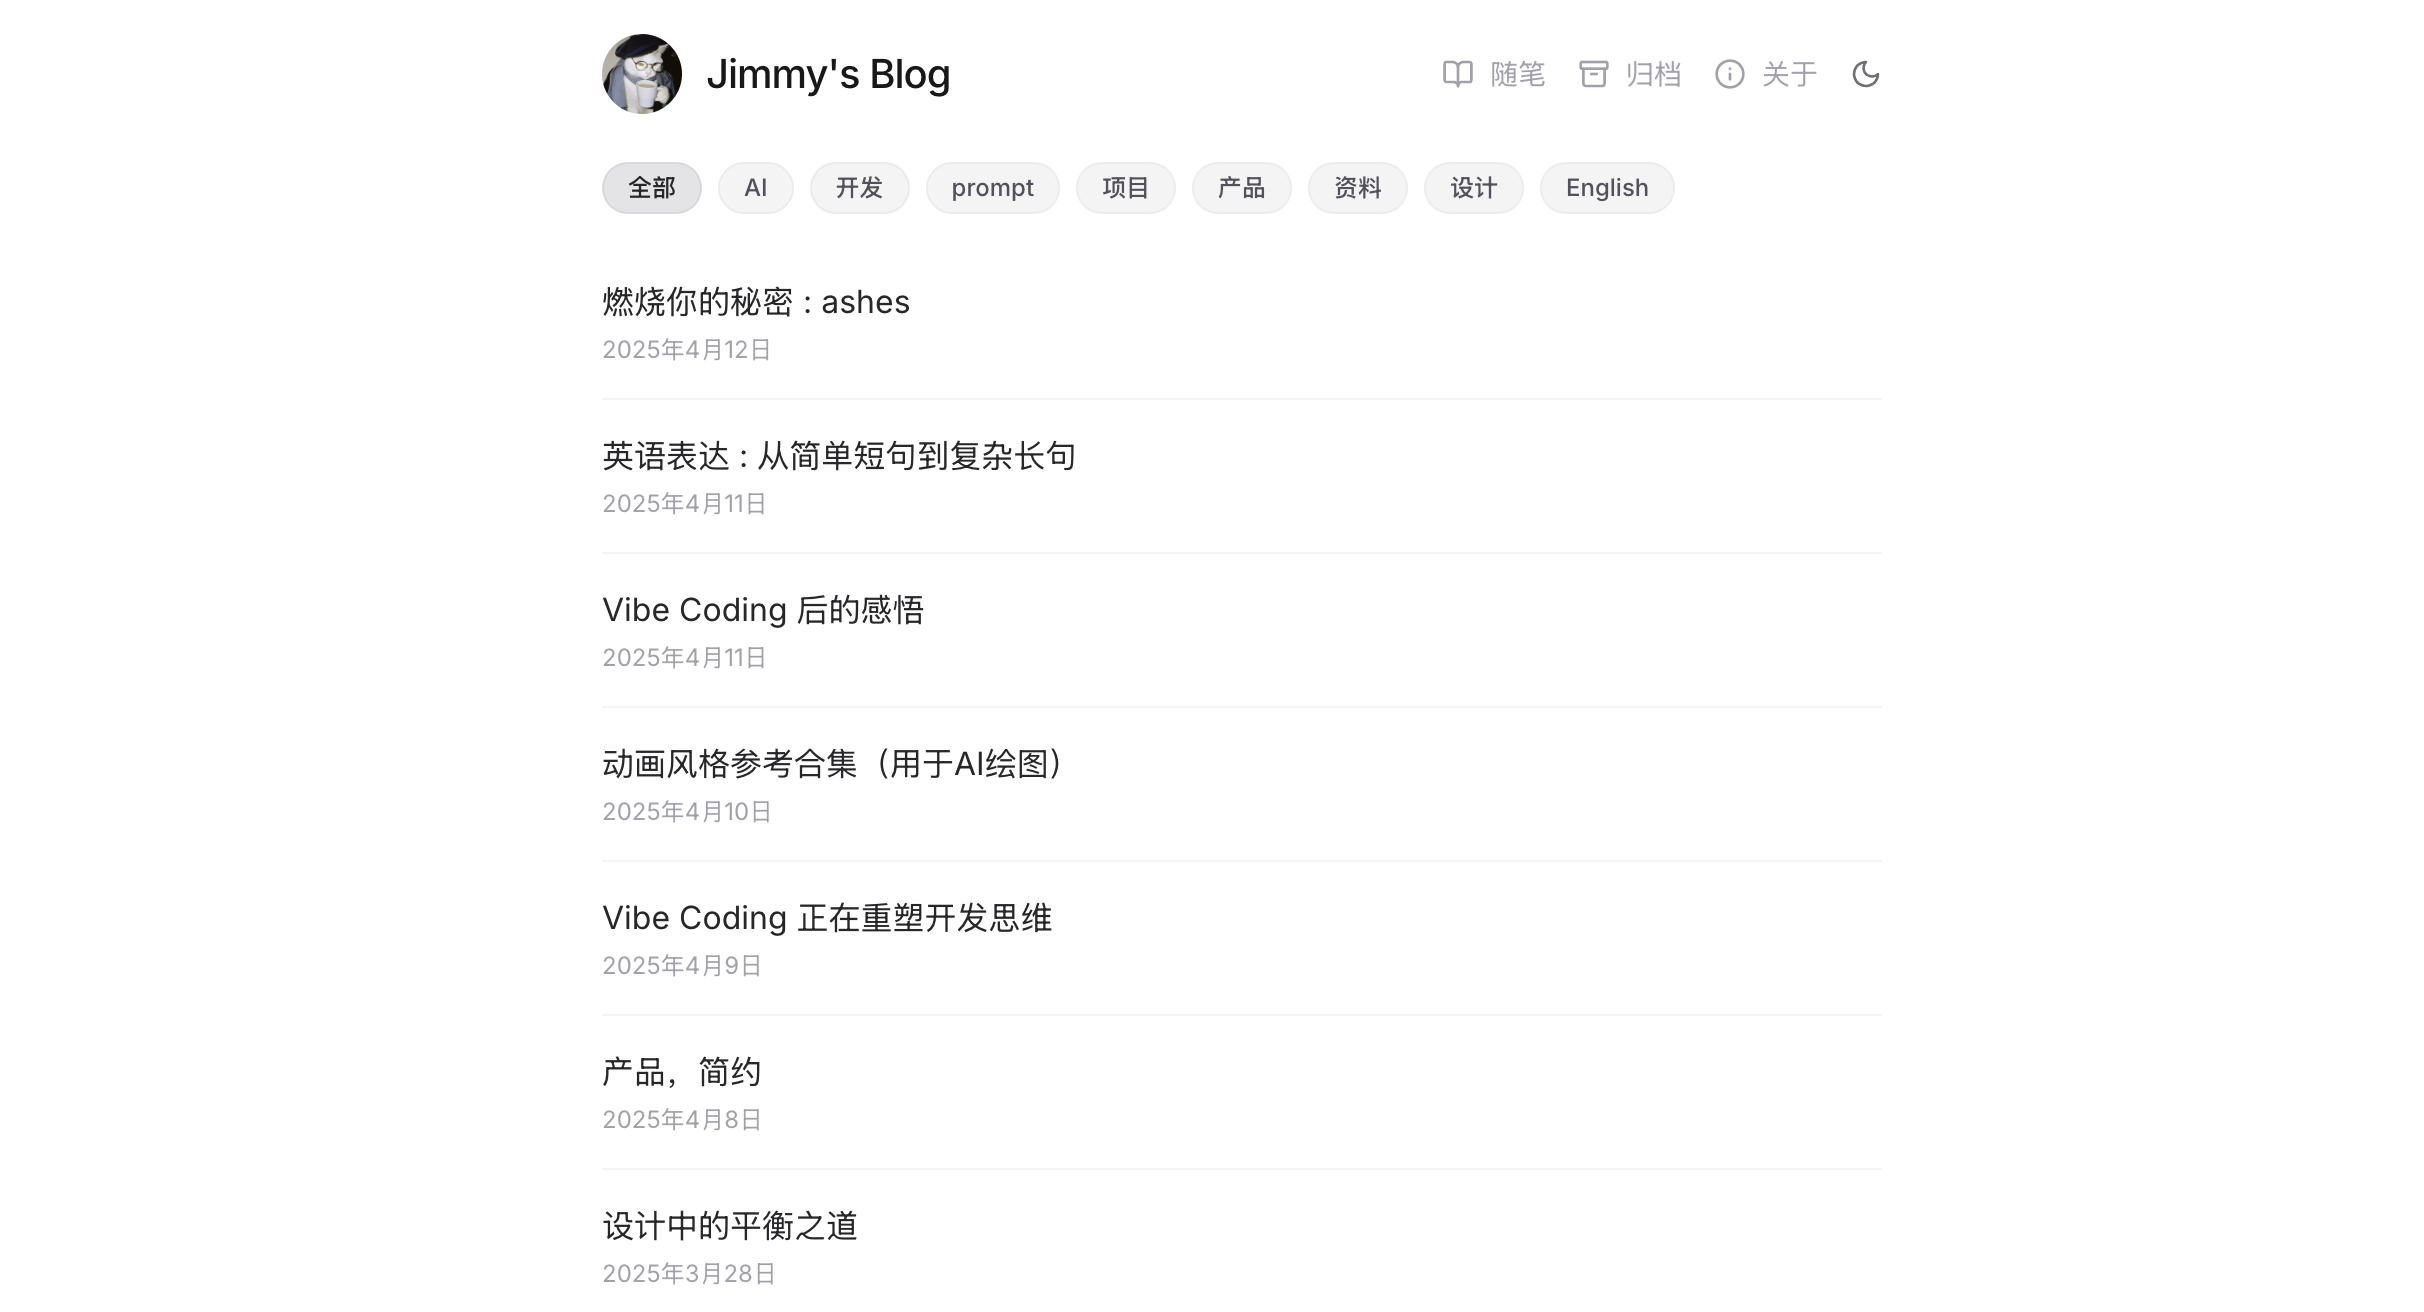 Jimmy's Blog
随笔 归档 关于
全部 AI 开发 prompt 项目 产品 资料 设计 English
燃烧你的秘密 : ashes
2025年4月12日
英语表达 : 从简单短句到复杂长句
2025年4月11日
Vibe Coding 后的感悟
2025年4月11日
动画风格参考合集（用于AI绘图）
2025年4月10日
Vibe Coding 正在重塑开发思维
2025年4月9日
产品，简约
2025年4月8日
设计中的平衡之道
2025年3月28日